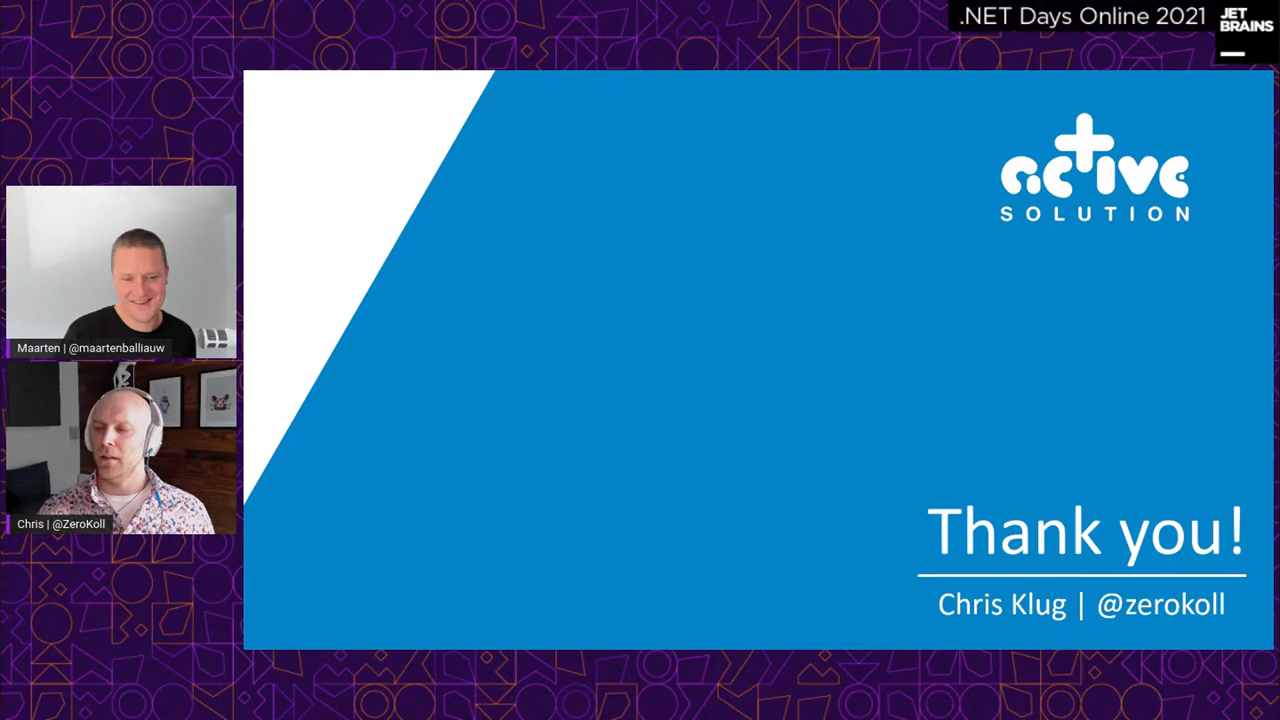 .NET Days Online 2021
JET
BRAINS
active
SOLUTION
Maarten | @maartenballiauw
Chris | @ZeroKoll
Thank you!
Chris Klug | @zerokoll